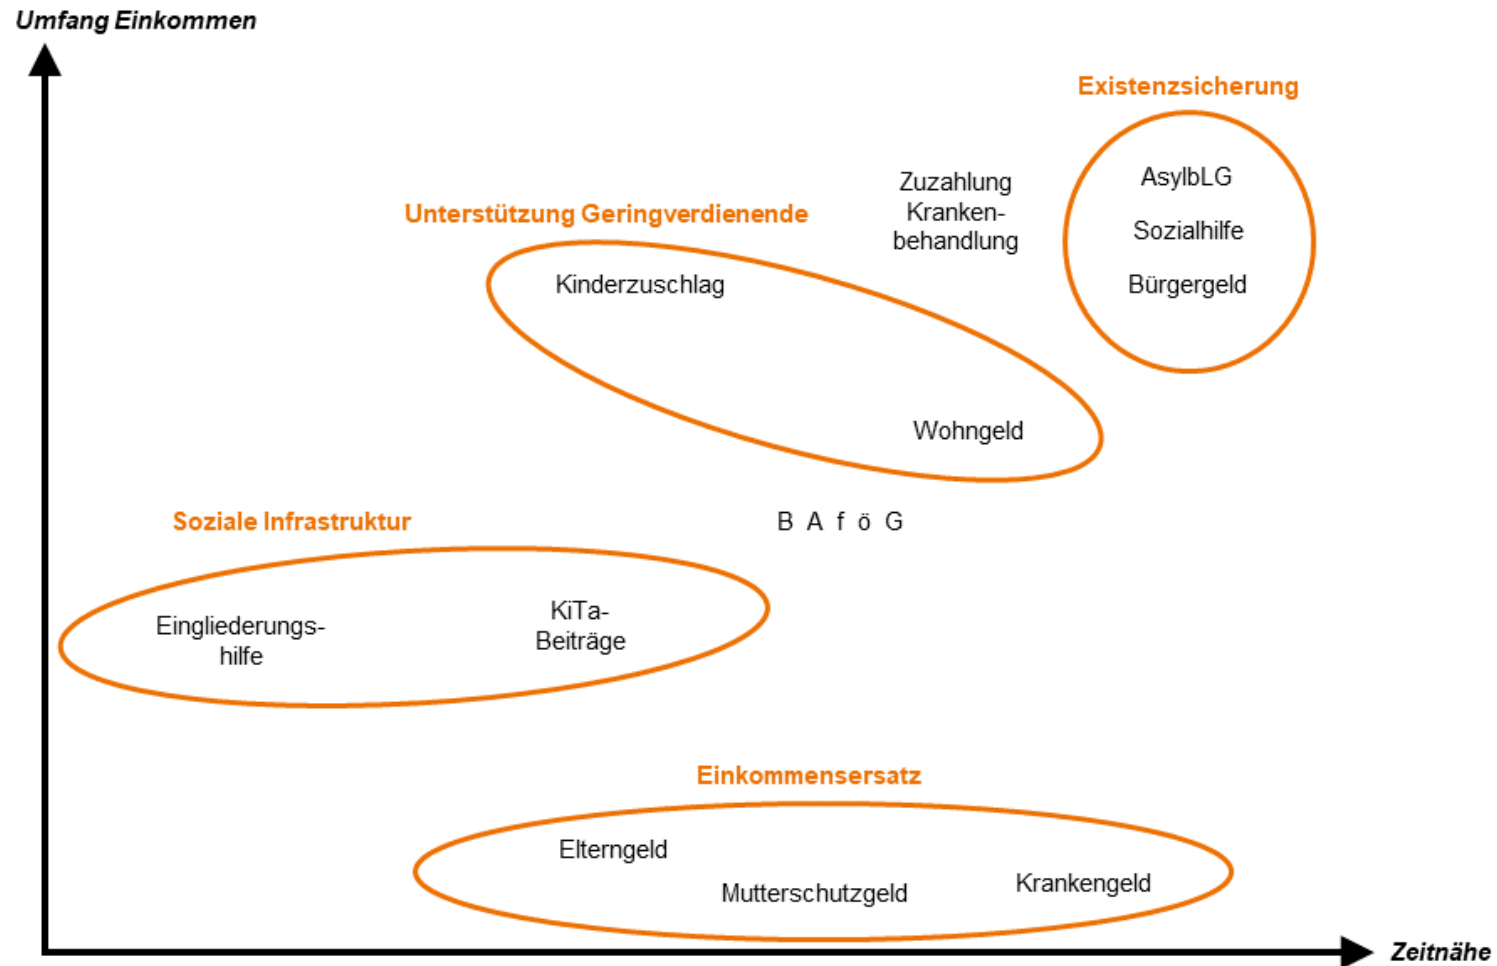 Umfang Einkommen
Existenzsicherung
AsylbLG
Sozialhilfe
Bürgergeld
Zuzahlung
Kranken-
behandlung
Unterstützung Geringverdienende
Kinderzuschlag
Wohngeld
B A f ö G
Soziale Infrastruktur
Eingliederungs-
hilfe
KiTa-
Beiträge
Einkommensersatz
Elterngeld
Mutterschutzgeld
Krankengeld
Zeitnähe